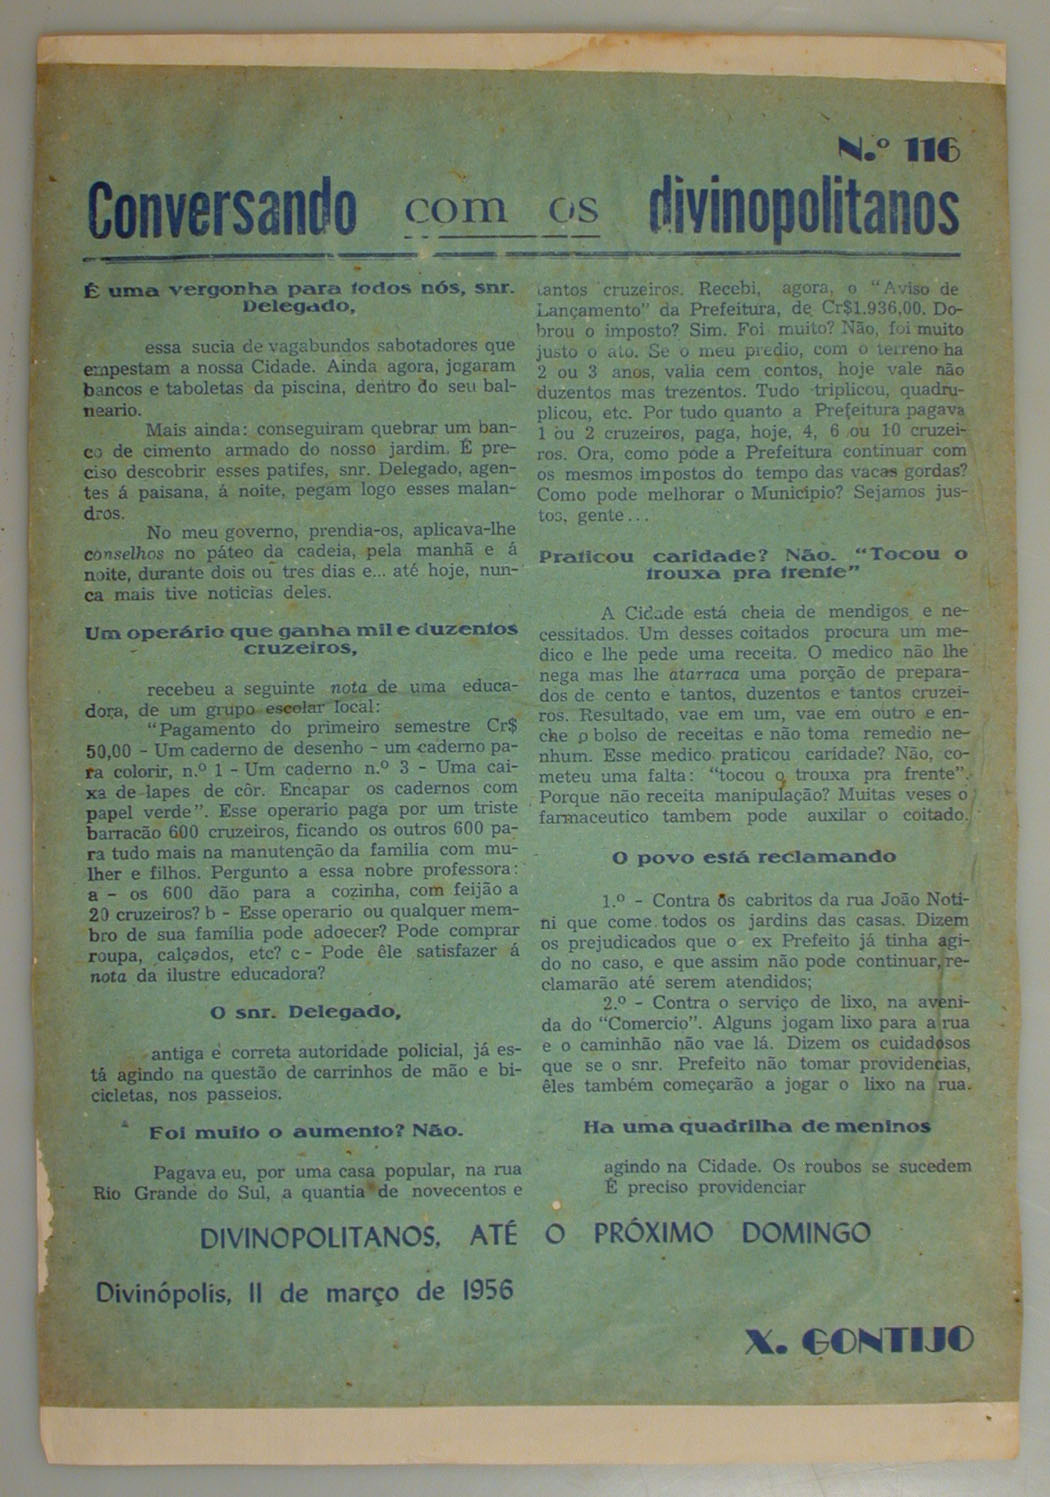 N.º 116
Conversando com os divinopolitanos
É uma vergonha para todos nós, snr.
Delegado,
essa sucia de vagabundos sabotadores que
empestam a nossa Cidade. Ainda agora, jogaram
bancos e taboletas da piscina, dentro do seu bal-
neario.
Mais ainda: conseguiram quebrar um ban-
co de cimento armado do nosso jardim. É pre-
ciso descobrir esses patifes, snr. Delegado, agen-
tes á paisana, á noite, pegam logo esses malan-
dros.
No meu governo, prendia-os, aplicava-lhe
conselhos no páteo da cadeia, pela manhã e á
noite, durante dois ou tres dias e... até hoje, nun-
ca mais tive noticias deles.
Um operário que ganha mil e duzentos
cruzeiros,
recebeu a seguinte nota de uma educa-
dora, de um grupo escolar local:
"Pagamento do primeiro semestre Cr$
50,00 - Um caderno de desenho - um caderno pa-
ra colorir, n.º 1 - Um caderno n.º 3 - Uma cai-
xa de lapes de côr. Encapar os cadernos com
papel verde". Esse operario paga por um triste
barracão 600 cruzeiros, ficando os outros 600 pa-
ra tudo mais na manutenção da familia com mu-
lher e filhos. Pergunto a essa nobre professora:
a - os 600 dão para a cozinha, com feijão a
20 cruzeiros? b - Esse operario ou qualquer mem-
bro de sua família pode adoecer? Pode comprar
roupa, calçados, etc? c - Pode êle satisfazer á
nota da ilustre educadora?
O snr. Delegado,
antiga e correta autoridade policial, já es-
tá agindo na questão de carrinhos de mão e bi-
cicletas, nos passeios.
Foi muito o aumento? Não.
Pagava eu, por uma casa popular, na rua
Rio Grande do Sul, a quantia de novecentos e
tantos cruzeiros. Recebi, agora, o "Aviso de
Lançamento" da Prefeitura, de Cr$1.936,00. Do-
brou o imposto? Sim. Foi muito? Não, foi muito
justo o ato. Se o meu predio, com o terreno ha
2 ou 3 anos, valia cem contos, hoje vale não
duzentos mas trezentos. Tudo triplicou, quadru-
plicou, etc. Por tudo quanto a Prefeitura pagava
1 ou 2 cruzeiros, paga, hoje, 4, 6 ou 10 cruzei-
ros. Ora, como pode a Prefeitura continuar com
os mesmos impostos do tempo das vacas gordas?
Como pode melhorar o Municipio? Sejamos jus-
tos, gente...
Praticou caridade? Não. "Tocou o
trouxa pra frente"
A Cidade está cheia de mendigos e ne-
cessitados. Um desses coitados procura um me-
dico e lhe pede uma receita. O medico não lhe
nega mas lhe atarraca uma porção de prepara-
dos de cento e tantos, duzentos e tantos cruzei-
ros. Resultado, vae em um, vae em outro e en-
che o bolso de receitas e não toma remedio ne-
nhum. Esse medico praticou caridade? Não, co-
meteu uma falta: "tocou o trouxa pra frente".
Porque não receita manipulação? Muitas veses o
farmaceutico tambem pode auxilar o coitado.
O povo está reclamando
1.º - Contra os cabritos da rua João Noti-
ni que come todos os jardins das casas. Dizem
os prejudicados que o ex Prefeito já tinha agi-
do no caso, e que assim não pode continuar, re-
clamarão até serem atendidos;
2.º - Contra o serviço de lixo, na aveni-
da do "Comercio". Alguns jogam lixo para a rua
e o caminhão não vae lá. Dizem os cuidadosos
que se o snr. Prefeito não tomar providencias,
êles também começarão a jogar o lixo na rua.
Ha uma quadrilha de meninos
agindo na Cidade. Os roubos se sucedem
É preciso providenciar
DIVINOPOLITANOS, ATÉ O PRÓXIMO DOMINGO
Divinópolis, 11 de março de 1956
X. GONTIJO